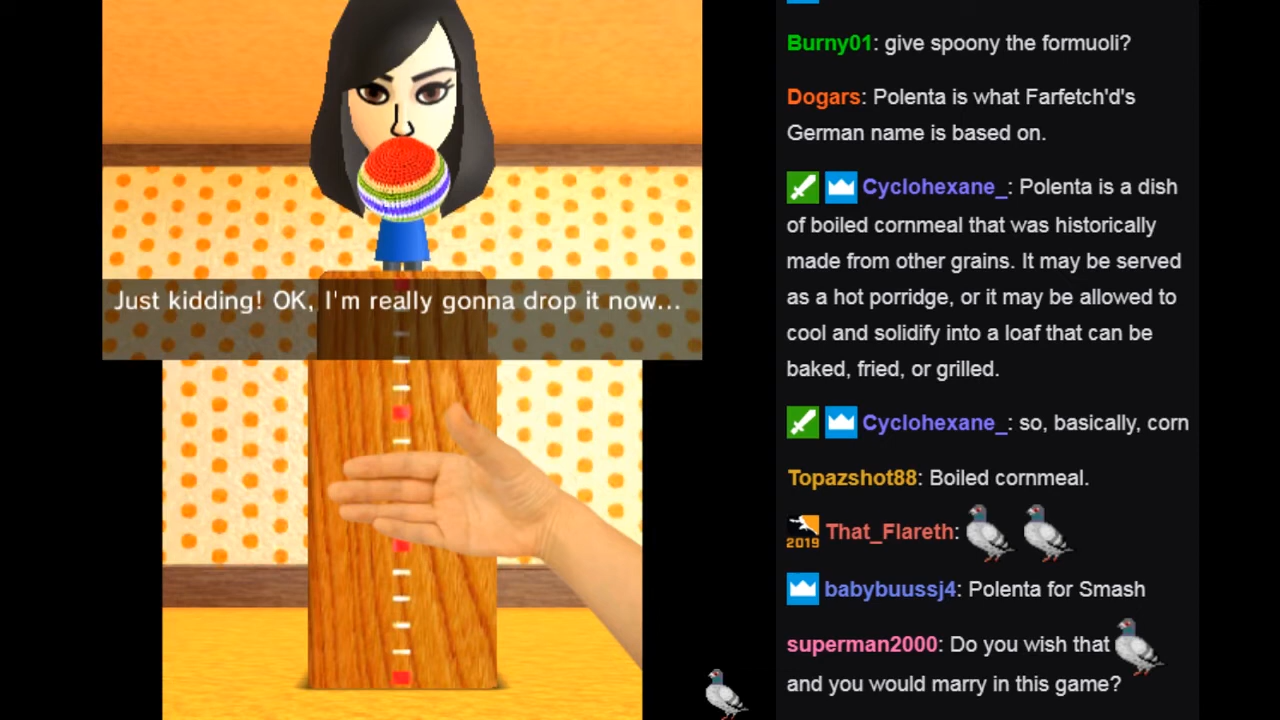 Just kidding! OK, I'm really gonna drop it now...
Burny01: give spoony the formuoli?
Dogars: Polenta is what Farfetch'd's
German name is based on.
Cyclohexane_: Polenta is a dish
of boiled cornmeal that was historically
made from other grains. It may be served
as a hot porridge, or it may be allowed to
cool and solidify into a loaf that can be
baked, fried, or grilled.
Cyclohexane_: so, basically, corn
Topazshot88: Boiled cornmeal.
2019 That_Flareth:
babybuussj4: Polenta for Smash
superman2000: Do you wish that
and you would marry in this game?